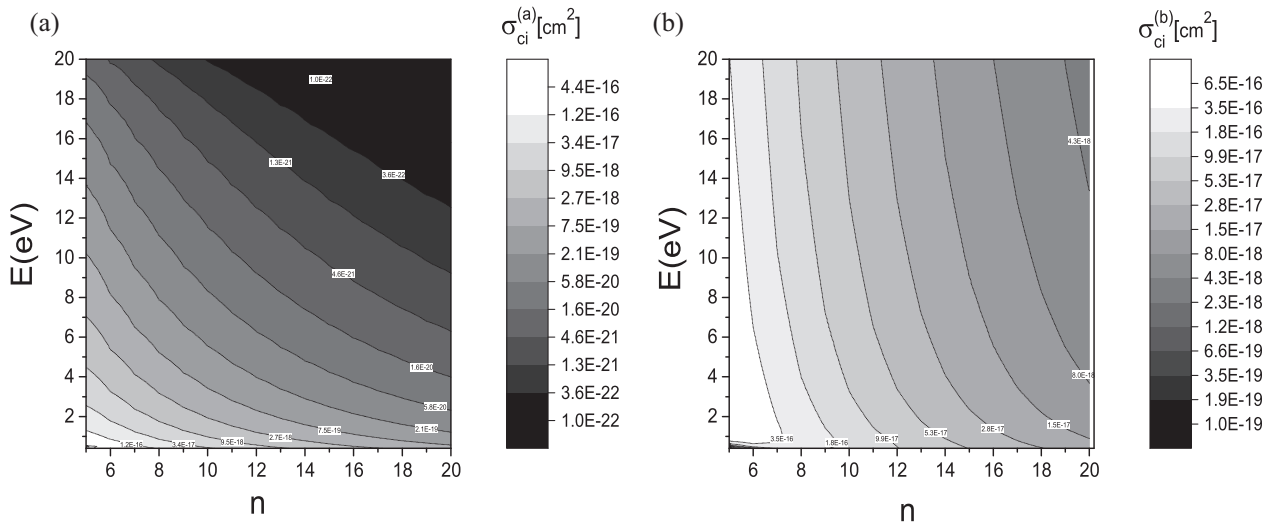 (a)
σci(a)[cm2]
20
18
16
14
12
10
8
6
4
2
E(eV)
6 8 10 12 14 16 18 20
n
1.0E-22
1.3E-21
3.6E-22
4.6E-21
1.6E-20
5.8E-20
2.1E-19
7.5E-19
2.7E-18
9.5E-18
3.4E-17
1.2E-16
4.4E-16
1.2E-16
3.4E-17
9.5E-18
2.7E-18
7.5E-19
2.1E-19
5.8E-20
1.6E-20
4.6E-21
1.3E-21
3.6E-22
1.0E-22
(b)
σci(b)[cm2]
20
18
16
14
12
10
8
6
4
2
E(eV)
6 8 10 12 14 16 18 20
n
4.3E-18
8.0E-18
1.5E-17
2.8E-17
5.3E-17
9.9E-17
1.8E-16
3.5E-16
6.5E-16
3.5E-16
1.8E-16
9.9E-17
5.3E-17
2.8E-17
1.5E-17
8.0E-18
4.3E-18
2.3E-18
1.2E-18
6.6E-19
3.5E-19
1.9E-19
1.0E-19